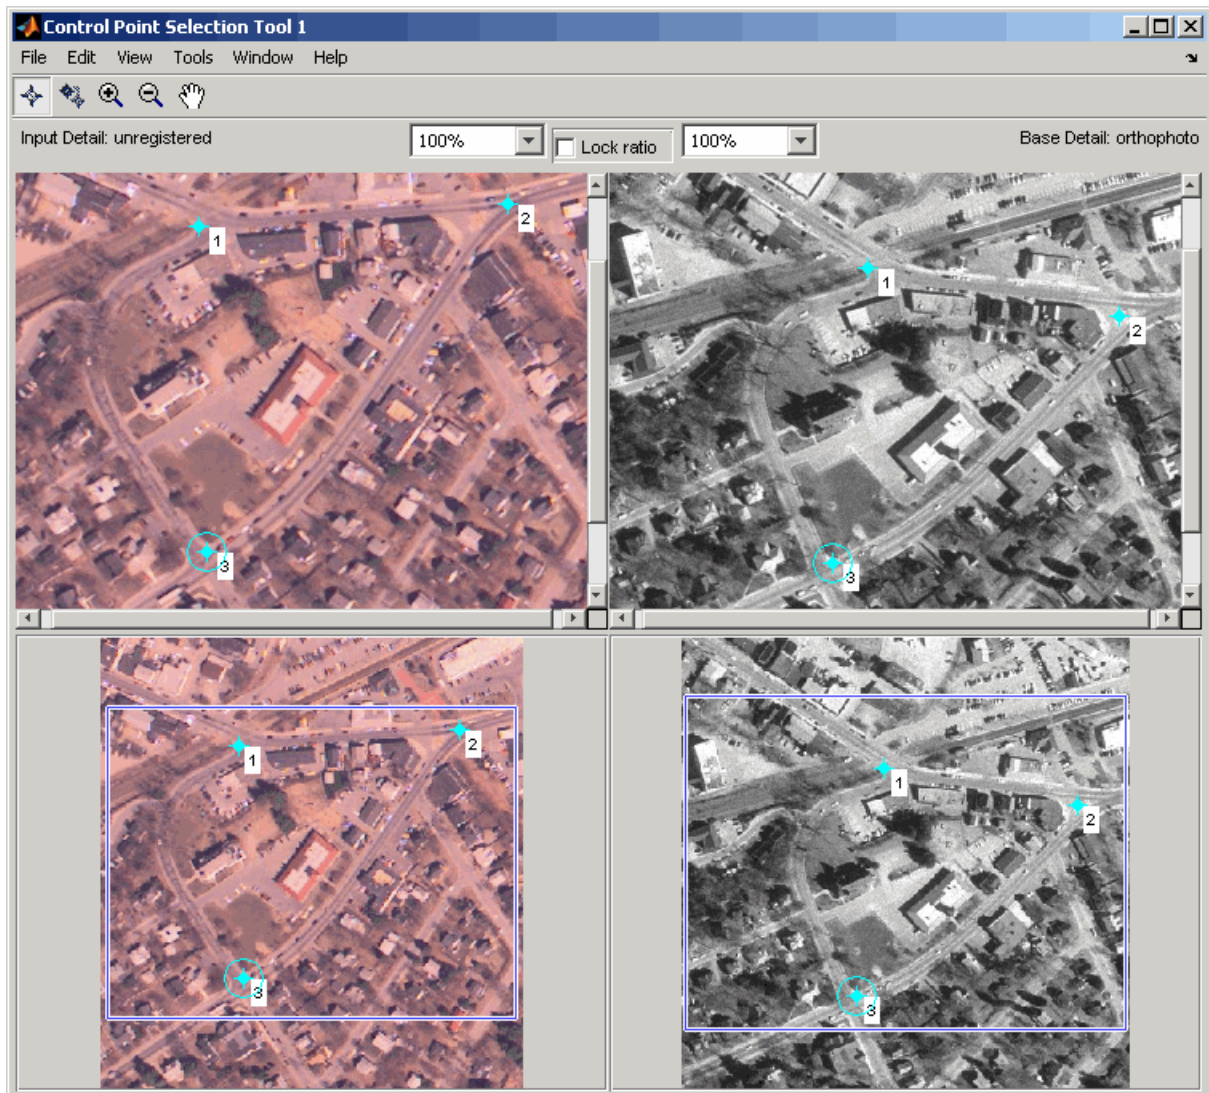 Control Point Selection Tool 1
File Edit View Tools Window Help
Input Detail: unregistered
100%
Lock ratio
100%
Base Detail: orthophoto
1
2
3
1
2
3
1
2
3
1
2
3